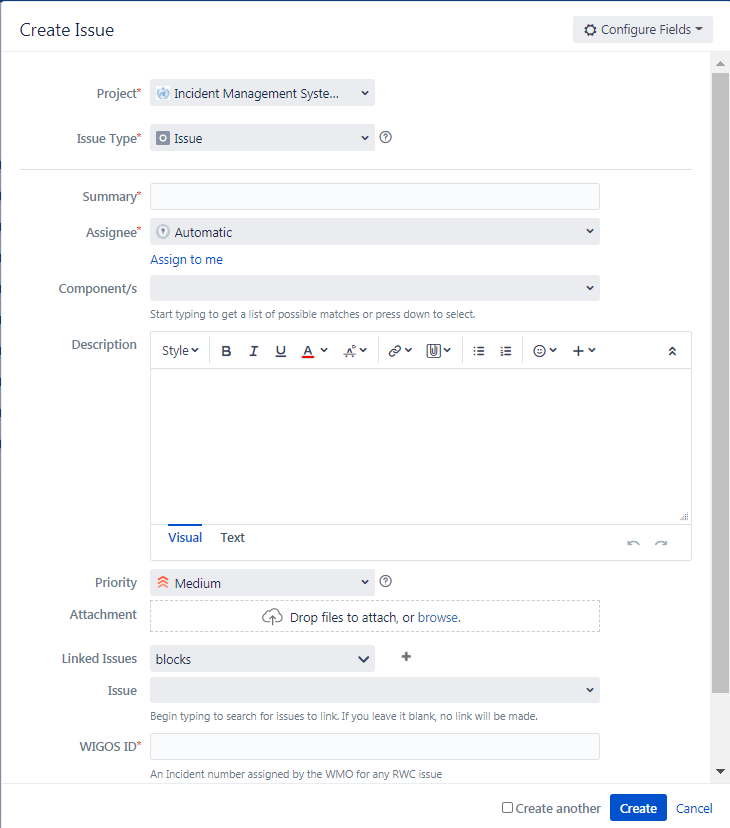 Create Issue
Configure Fields
Project* Incident Management Syste...
Issue Type* Issue
Summary*
Assignee* Automatic
Assign to me
Component/s
Start typing to get a list of possible matches or press down to select.
Description Style B I U A
Visual Text
Priority Medium
Attachment Drop files to attach, or browse.
Linked Issues blocks
Issue
Begin typing to search for issues to link. If you leave it blank, no link will be made.
WIGOS ID*
An Incident number assigned by the WMO for any RWC issue
Create another Create Cancel